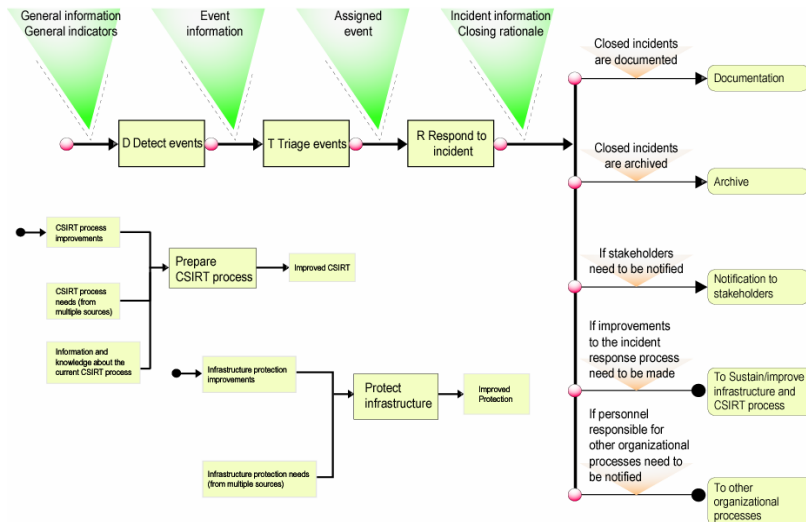 General information
General indicators
Event
information
Assigned
event
Incident information
Closing rationale
D Detect events
T Triage events
R Respond to
incident
Closed incidents
are documented
Documentation
Closed incidents
are archived
Archive
If stakeholders
need to be notified
Notification to
stakeholders
If improvements
to the incident
response process
need to be made
To Sustain/improve
infrastructure and
CSIRT process
If personnel
responsible for
other organizational
processes need to
be notified
To other
organizational
processes
CSIRT process
improvements
CSIRT process
needs (from
multiple sources)
Information and
knowledge about the
current CSIRT process
Prepare
CSIRT process
Improved CSIRT
Infrastructure protection
improvements
Infrastructure protection needs
(from multiple sources)
Protect
infrastructure
Improved
Protection